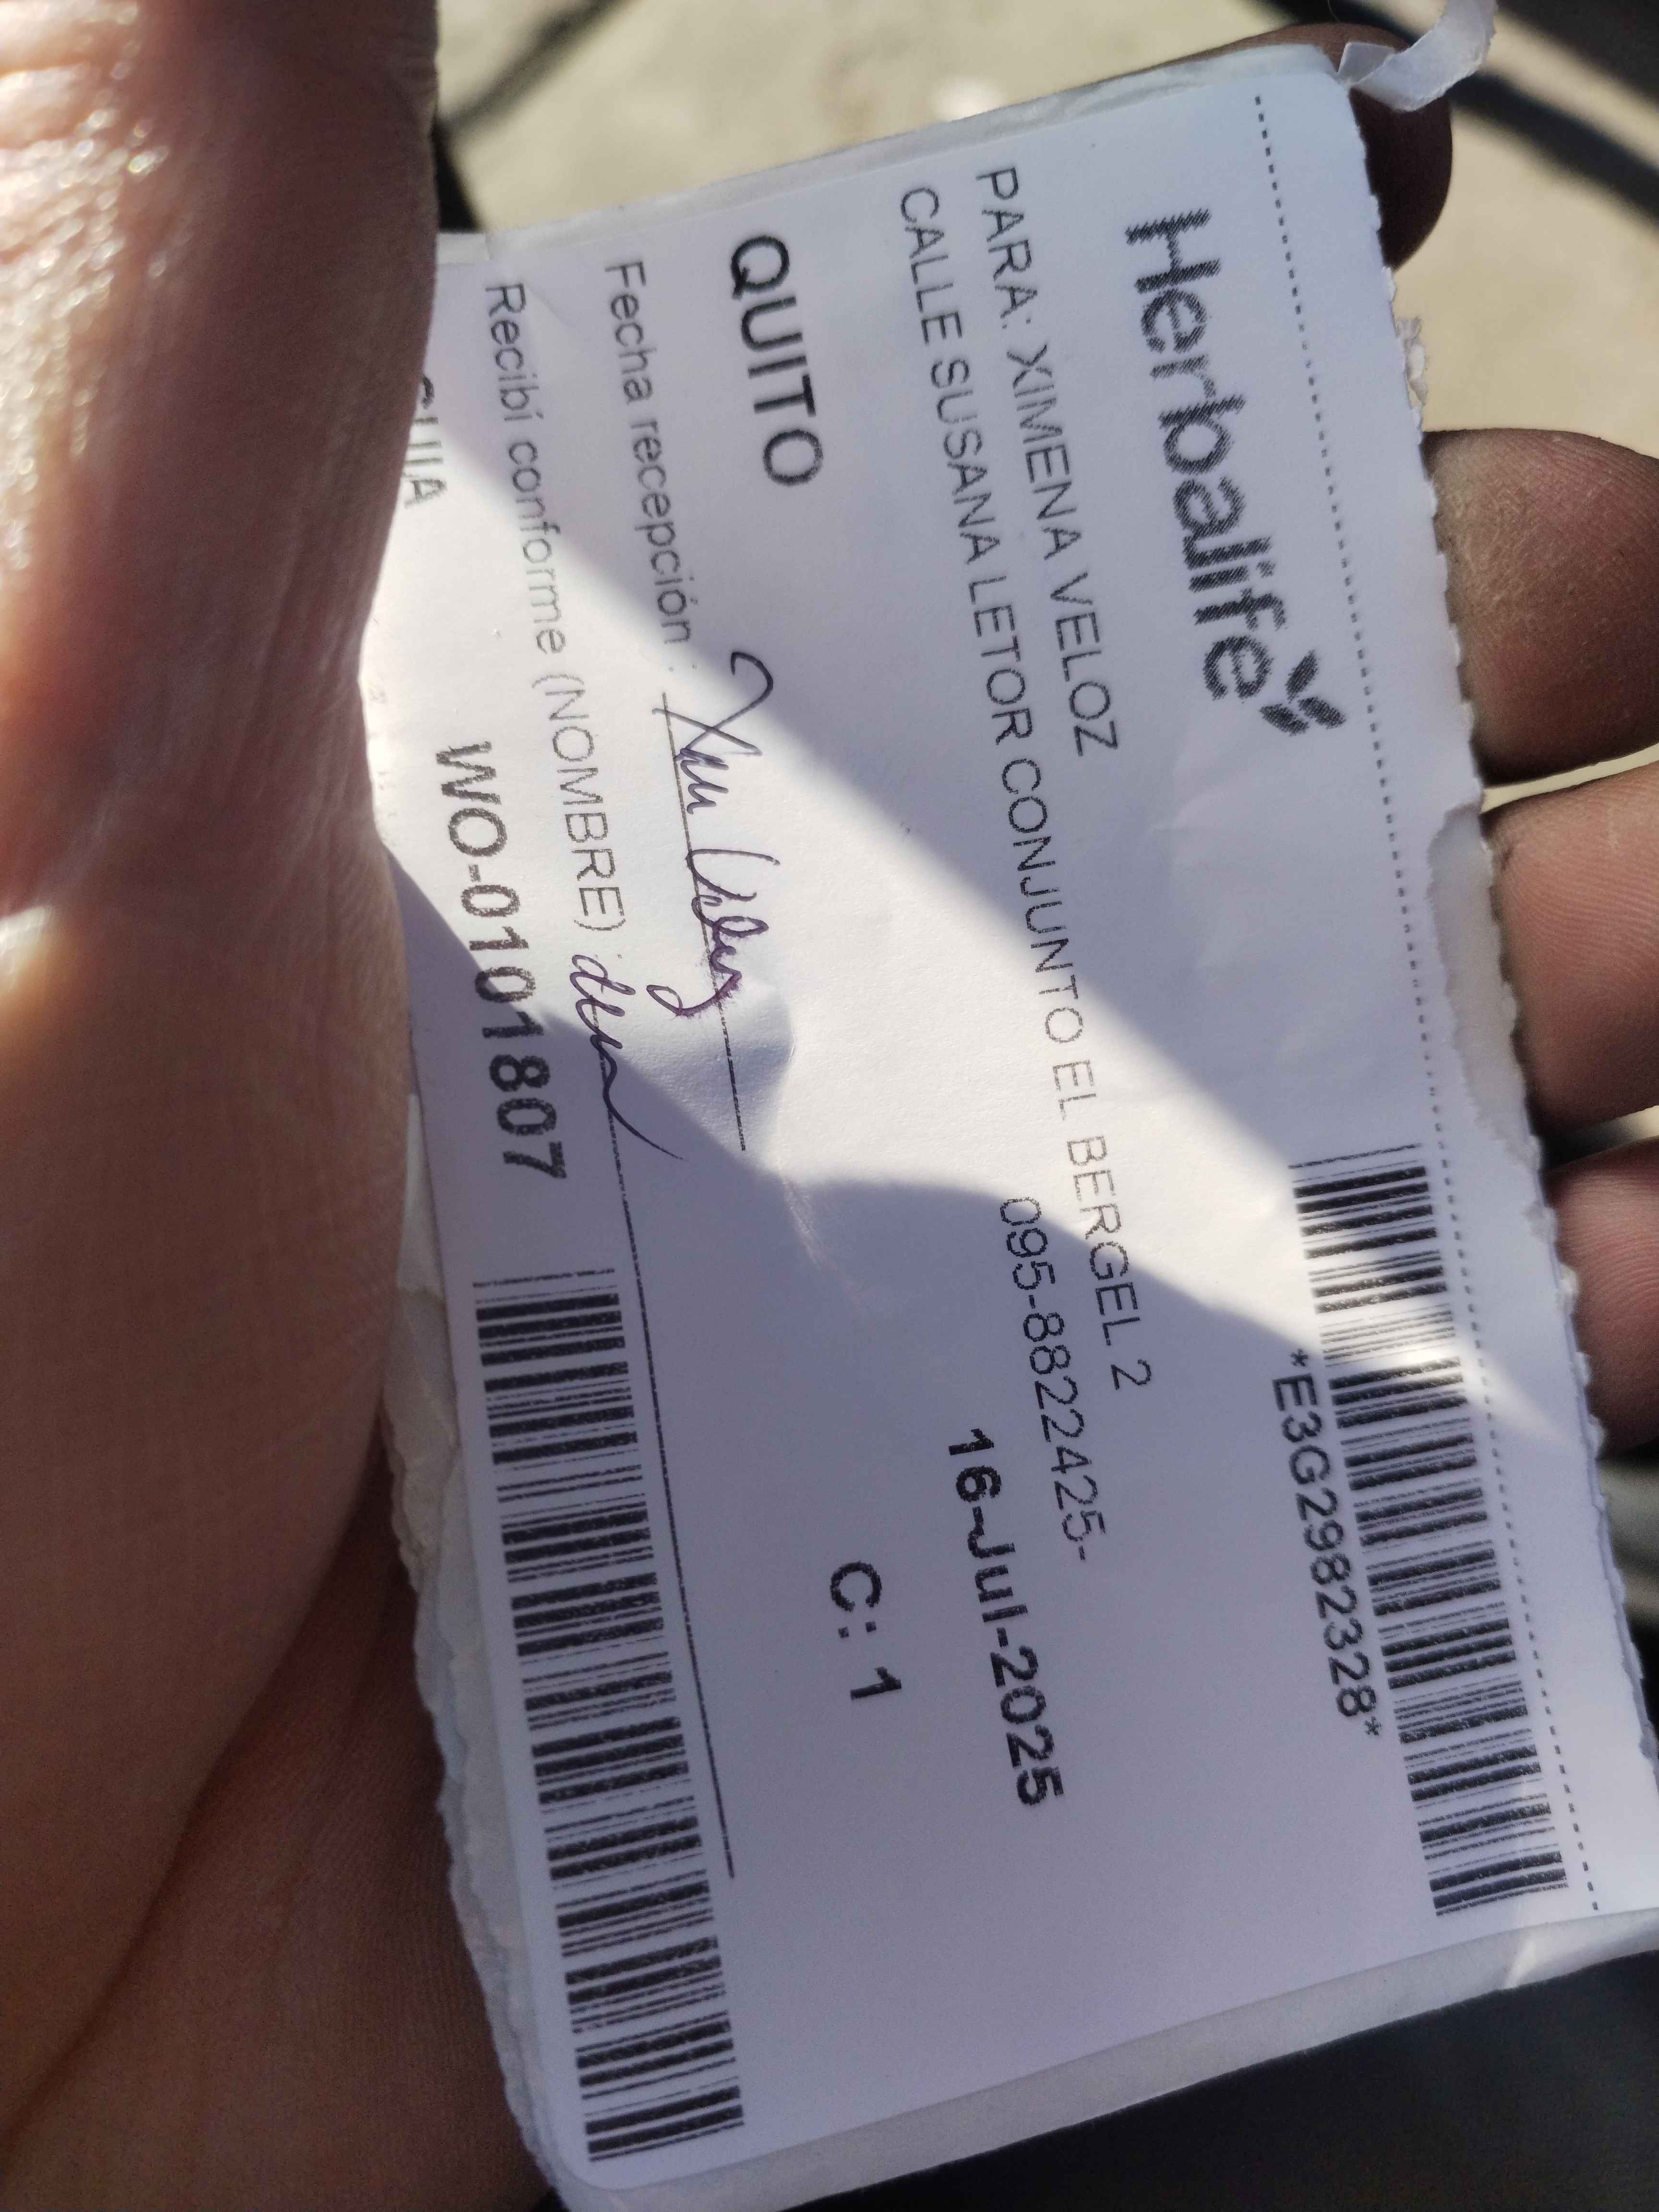 Herbalife
*E3G2982328*
PARA: XIMENA VELOZ
CALLE SUSANA LETOR CONJUNTO EL BERGEL 2
095-8822425-
16-Jul-2025
QUITO
C: 1
Fecha recepción :
Recibí conforme (NOMBRE)
GUIA WO-0101807